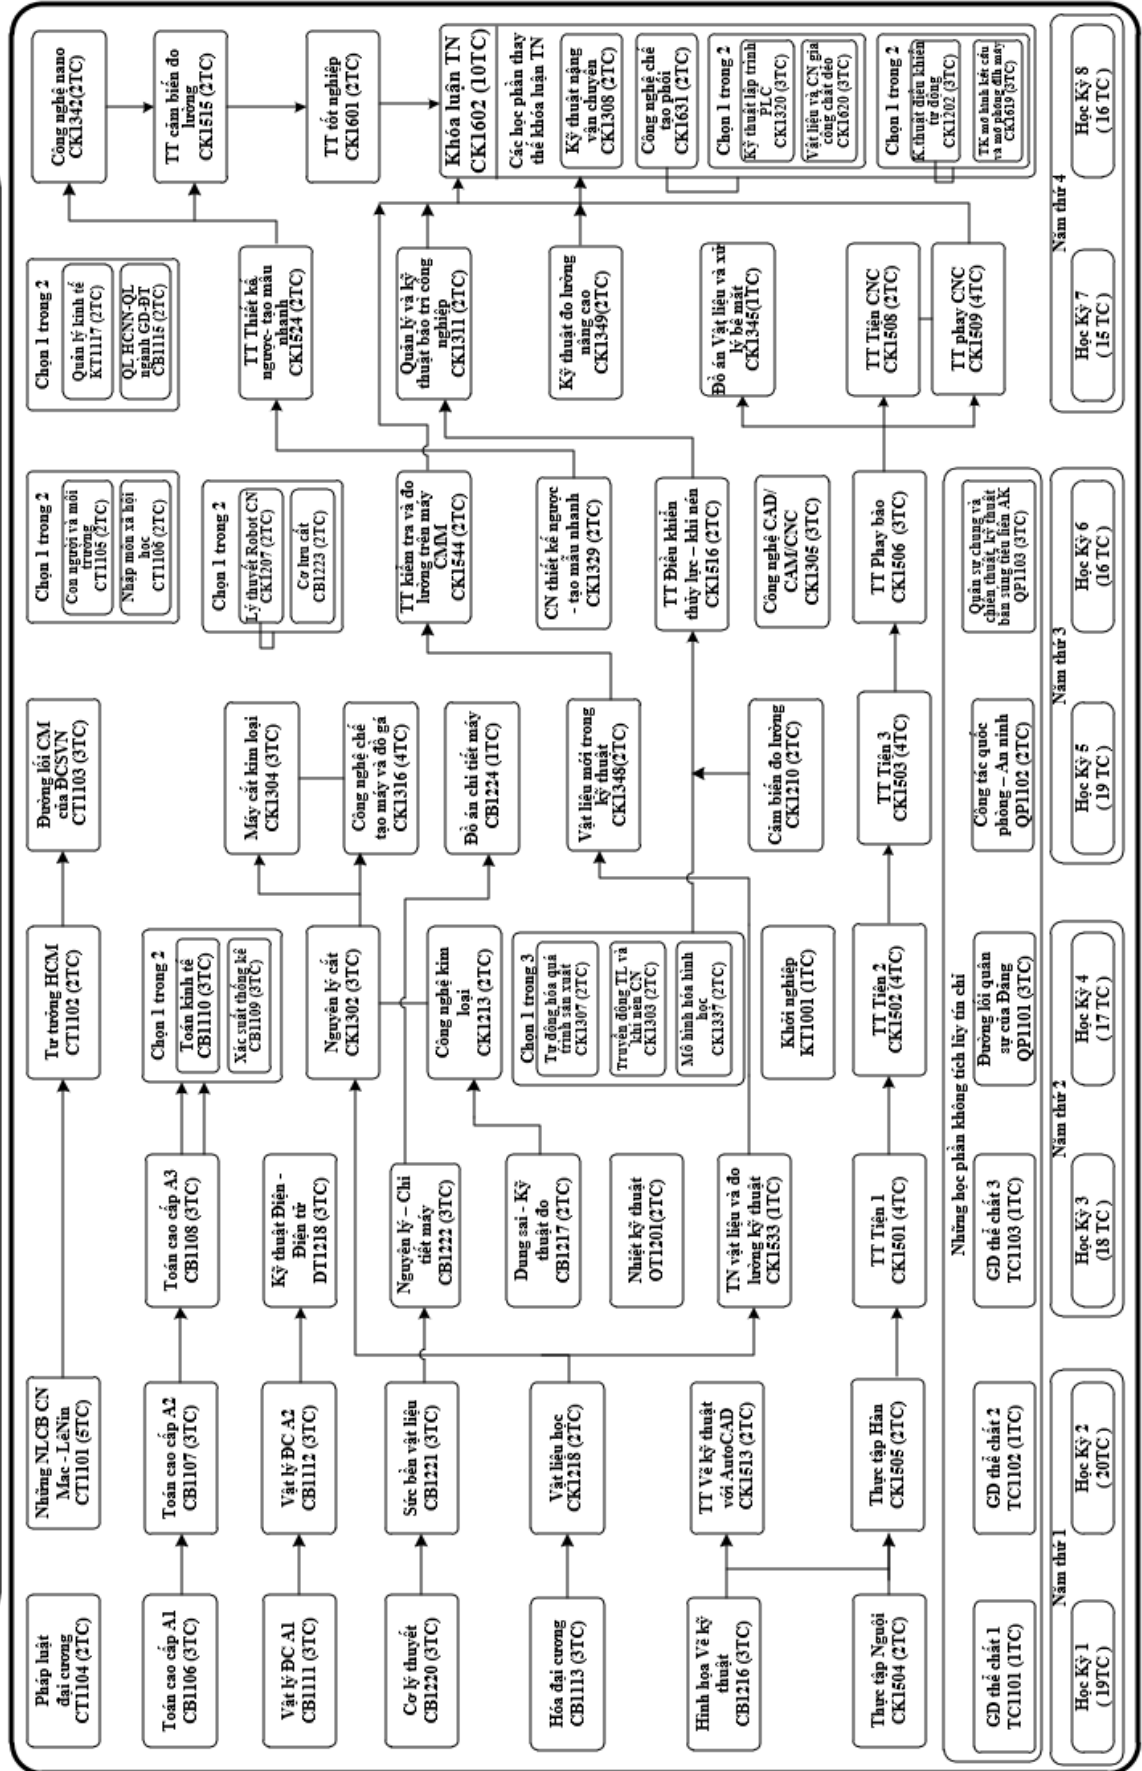 Pháp luật
đại cương
CT1104 (2TC)
Toán cao cấp A1
CB1106 (3TC)
Vật lý ĐC A1
CB1111 (3TC)
Cơ lý thuyết
CB1220 (3TC)
Hóa đại cương
CB1113 (3TC)
Hình họa Vẽ kỹ
thuật
CB1216 (3TC)
Thực tập Nguội
CK1504 (2TC)
GD thể chất 1
TC1101 (1TC)
Học Kỳ 1
(19TC)
Những NLCB CN
Mac - LêNin
CT1101 (5TC)
Toán cao cấp A2
CB1107 (3TC)
Vật lý ĐC A2
CB1112 (3TC)
Sức bền vật liệu
CB1221 (3TC)
Vật liệu học
CK1218 (2TC)
TT Vẽ kỹ thuật
với AutoCAD
CK1513 (2TC)
Thực tập Hàn
CK1505 (2TC)
GD thể chất 2
TC1102 (1TC)
Học Kỳ 2
(20TC)
Năm thứ 1
Toán cao cấp A3
CB1108 (3TC)
Kỹ thuật Điện -
Điện tử
DT1218 (3TC)
Nguyên lý – Chi
tiết máy
CB1222 (3TC)
Dung sai - Kỹ
thuật đo
CB1217 (2TC)
Nhiệt kỹ thuật
OT1201(2TC)
TN vật liệu và đo
lường kỹ thuật
CK1533 (1TC)
TT Tiện 1
CK1501 (4TC)
Những học phần không tích lũy tín chỉ
GD thể chất 3
TC1103 (1TC)
Học Kỳ 3
(18 TC)
Tư tưởng HCM
CT1102 (2TC)
Chọn 1 trong 2
Toán kinh tế
CB1110 (3TC)
Xác suất thống kê
CB1109 (3TC)
Nguyên lý cắt
CK1302 (3TC)
Công nghệ kim
loại
CK1213 (2TC)
Chọn 1 trong 3
Tự động hóa quá
trình sản xuất
CK1307 (2TC)
Truyền động TL và
khí nén CN
CK1303 (2TC)
Mô hình hóa hình
học
CK1337 (2TC)
Khởi nghiệp
KT1001 (1TC)
TT Tiện 2
CK1502 (4TC)
Đường lối quân
sự của Đảng
QP1101 (3TC)
Học Kỳ 4
(17 TC)
Năm thứ 2
Đường lối CM
của ĐCSVN
CT1103 (3TC)
Máy cắt kim loại
CK1304 (3TC)
Công nghệ chế
tạo máy và đồ gá
CK1316 (4TC)
Đồ án chi tiết máy
CB1224 (1TC)
Vật liệu mới trong
kỹ thuật
CK1348(2TC)
Cảm biến đo lường
CK1210 (2TC)
TT Tiện 3
CK1503 (4TC)
Công tác quốc
phòng – An ninh
QP1102 (2TC)
Học Kỳ 5
(19 TC)
Chọn 1 trong 2
Con người và môi
trường
CT1105 (2TC)
Nhập môn xã hội
học
CT1106 (2TC)
Chọn 1 trong 2
Lý thuyết Robot CN
CK1207 (2TC)
Cơ lưu cát
CB1223 (2TC)
TT kiểm tra và đo
lường trên máy
CMM
CK1544 (2TC)
CN thiết kế ngược
- tạo mẫu nhanh
CK1329 (2TC)
TT Điều khiển
thủy lực – khí nén
CK1516 (2TC)
Công nghệ CAD/
CAM/CNC
CK1305 (3TC)
TT Phay bào
CK1506 (3TC)
Quân sự chung và
chiến thuật, kỹ thuật
bắn súng tiểu liên AK
QP1103 (3TC)
Học Kỳ 6
(16 TC)
Năm thứ 3
Chọn 1 trong 2
Quản lý kinh tế
KT1117 (2TC)
QL HCNN-QL
ngành GD-ĐT
CB1115 (2TC)
TT Thiết kế
ngược- tạo mẫu
nhanh
CK1524 (2TC)
Quản lý và kỹ
thuật bảo trì công
nghiệp
CK1311 (2TC)
Kỹ thuật đo lường
nâng cao
CK1349(2TC)
Đồ án Vật liệu và xử
lý bề mặt
CK1345(1TC)
TT Tiện CNC
CK1508 (2TC)
TT phay CNC
CK1509 (4TC)
Học Kỳ 7
(15 TC)
Công nghệ nano
CK1342(2TC)
TT cảm biến đo
lường
CK1515 (2TC)
TT tốt nghiệp
CK1601 (2TC)
Khóa luận TN
CK1602 (10TC)
Các học phần thay
thế khóa luận TN
Kỹ thuật nâng
vận chuyển
CK1308 (2TC)
Công nghệ chế
tạo phôi
CK1631 (2TC)
Chọn 1 trong 2
Kỹ thuật lập trình
PLC
CK1320 (3TC)
Vật liệu và CN gia
công chất dẻo
CK1620 (3TC)
Chọn 1 trong 2
K.thuật điều khiển
tự động
CK1202 (3TC)
TK mô hình kết cấu
và mô phỏng đlh máy
CK1619 (3TC)
Học Kỳ 8
(16 TC)
Năm thứ 4